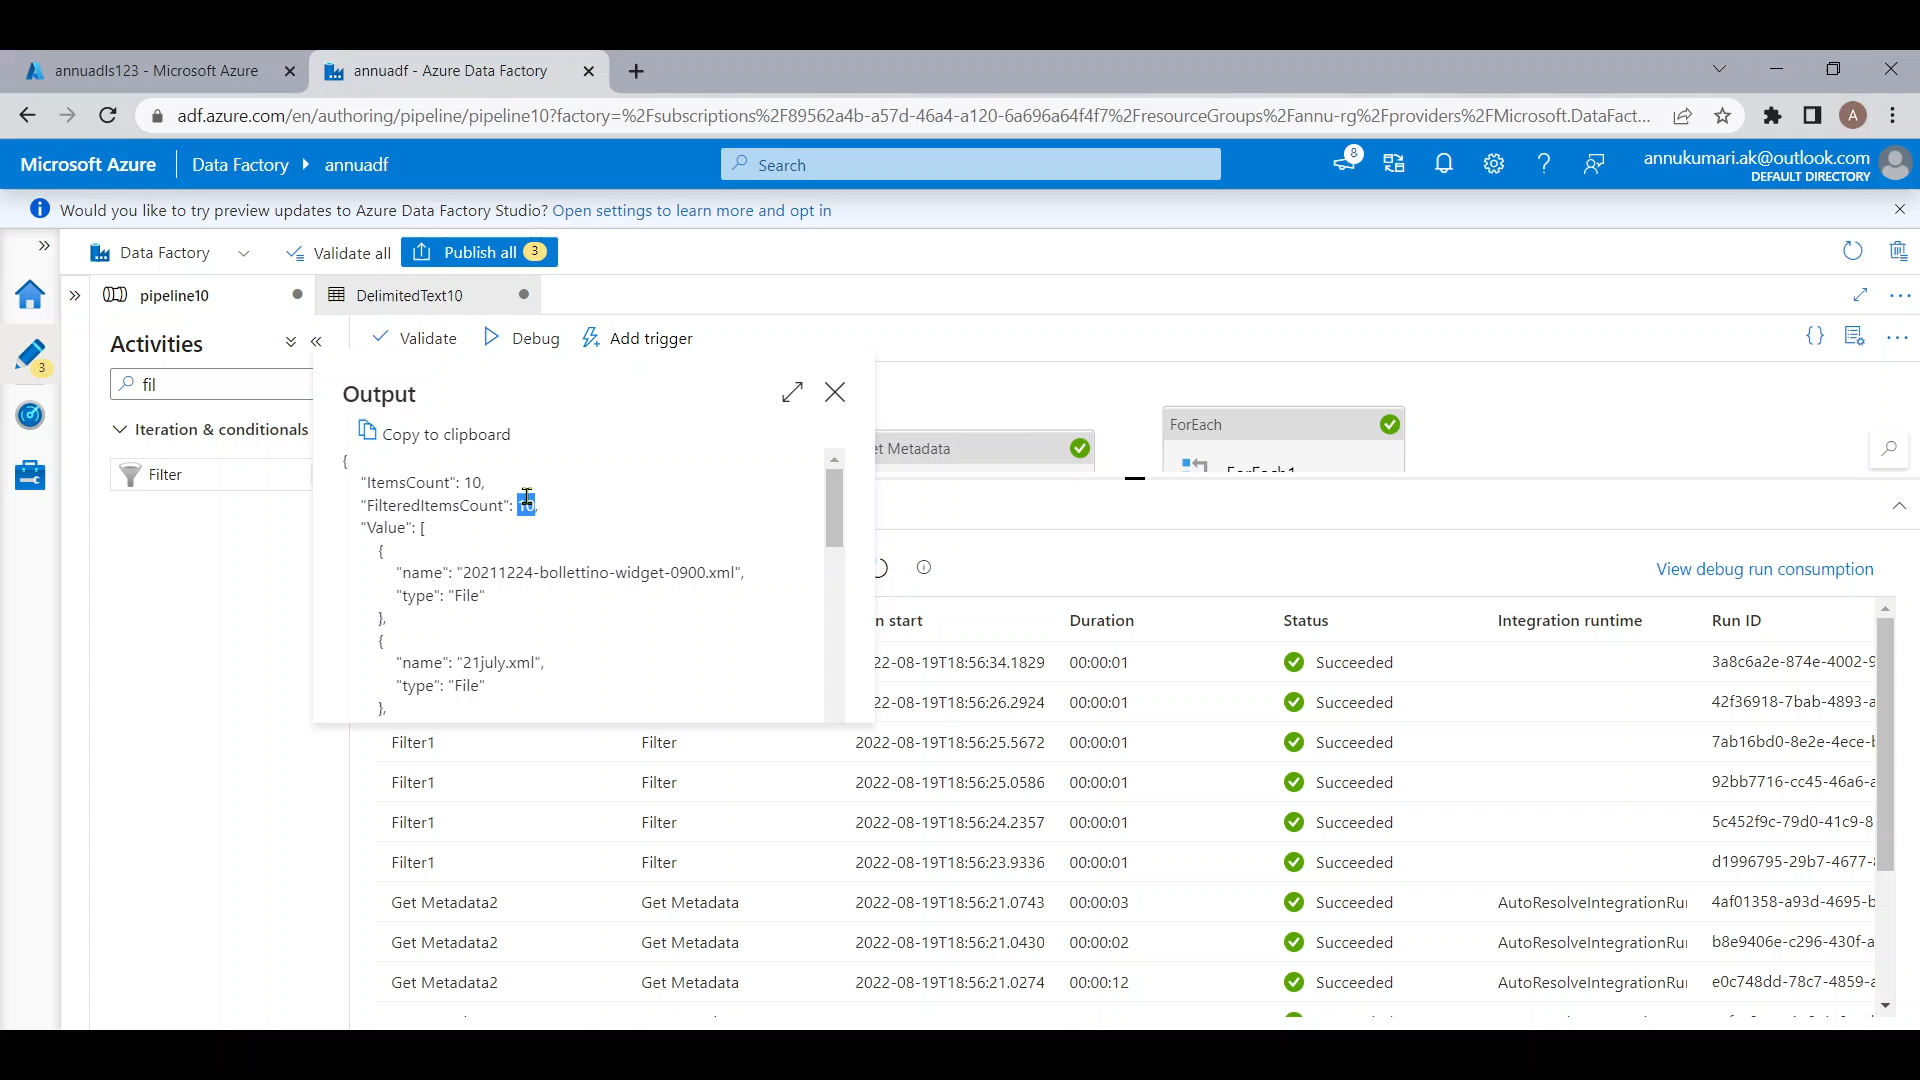 annuadls123 - Microsoft Azure
annuadf - Azure Data Factory
adf.azure.com/en/authoring/pipeline/pipeline10?factory=%2Fsubscriptions%2F89562a4b-a57d-46a4-a120-6a696a64f4f7%2FresourceGroups%2Fannu-rg%2Fproviders%2FMicrosoft.DataFact...
A
Microsoft Azure
Data Factory
annuadf
Search
8
annukumari.ak@outlook.com
DEFAULT DIRECTORY
Would you like to try preview updates to Azure Data Factory Studio? Open settings to learn more and opt in
Data Factory
Validate all
Publish all 3
pipeline10
DelimitedText10
3
Activities
fil
Iteration & conditionals
Filter
Validate
Debug
Add trigger
Output
Copy to clipboard
{
"ItemsCount": 10,
"FilteredItemsCount": 10,
"Value": [
{
"name": "20211224-bollettino-widget-0900.xml",
"type": "File"
},
{
"name": "21july.xml",
"type": "File"
},
et Metadata
ForEach
ForEach1
View debug run consumption
n start Duration Status Integration runtime Run ID
22-08-19T18:56:34.1829 00:00:01 Succeeded 3a8c6a2e-874e-4002-9
22-08-19T18:56:26.2924 00:00:01 Succeeded 42f36918-7bab-4893-a
Filter1 Filter 2022-08-19T18:56:25.5672 00:00:01 Succeeded 7ab16bd0-8e2e-4ece-b
Filter1 Filter 2022-08-19T18:56:25.0586 00:00:01 Succeeded 92bb7716-cc45-46a6-a
Filter1 Filter 2022-08-19T18:56:24.2357 00:00:01 Succeeded 5c452f9c-79d0-41c9-8
Filter1 Filter 2022-08-19T18:56:23.9336 00:00:01 Succeeded d1996795-29b7-4677-
Get Metadata2 Get Metadata 2022-08-19T18:56:21.0743 00:00:03 Succeeded AutoResolveIntegrationRu 4af01358-a93d-4695-b
Get Metadata2 Get Metadata 2022-08-19T18:56:21.0430 00:00:02 Succeeded AutoResolveIntegrationRu b8e9406e-c296-430f-a
Get Metadata2 Get Metadata 2022-08-19T18:56:21.0274 00:00:12 Succeeded AutoResolveIntegrationRu e0c748dd-78c7-4859-a